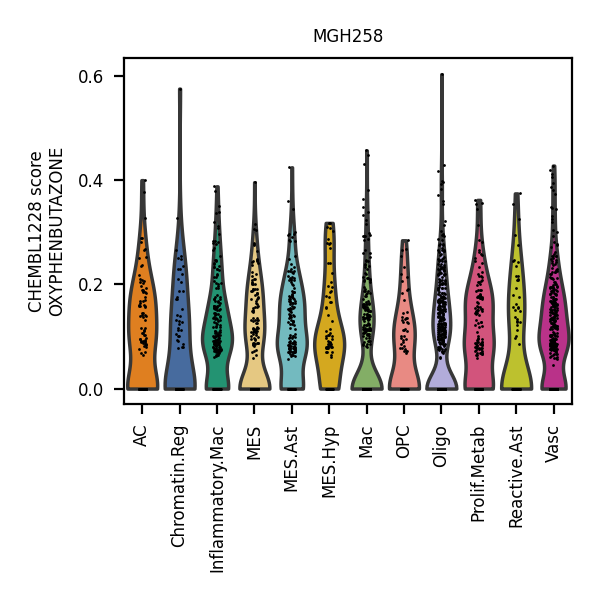 MGH258
CHEMBL1228 score
OXYPHENBUTAZONE
0.6
0.4
0.2
0.0
AC
Chromatin.Reg
Inflammatory.Mac
MES
MES.Ast
MES.Hyp
Mac
OPC
Oligo
Prolif.Metab
Reactive.Ast
Vasc